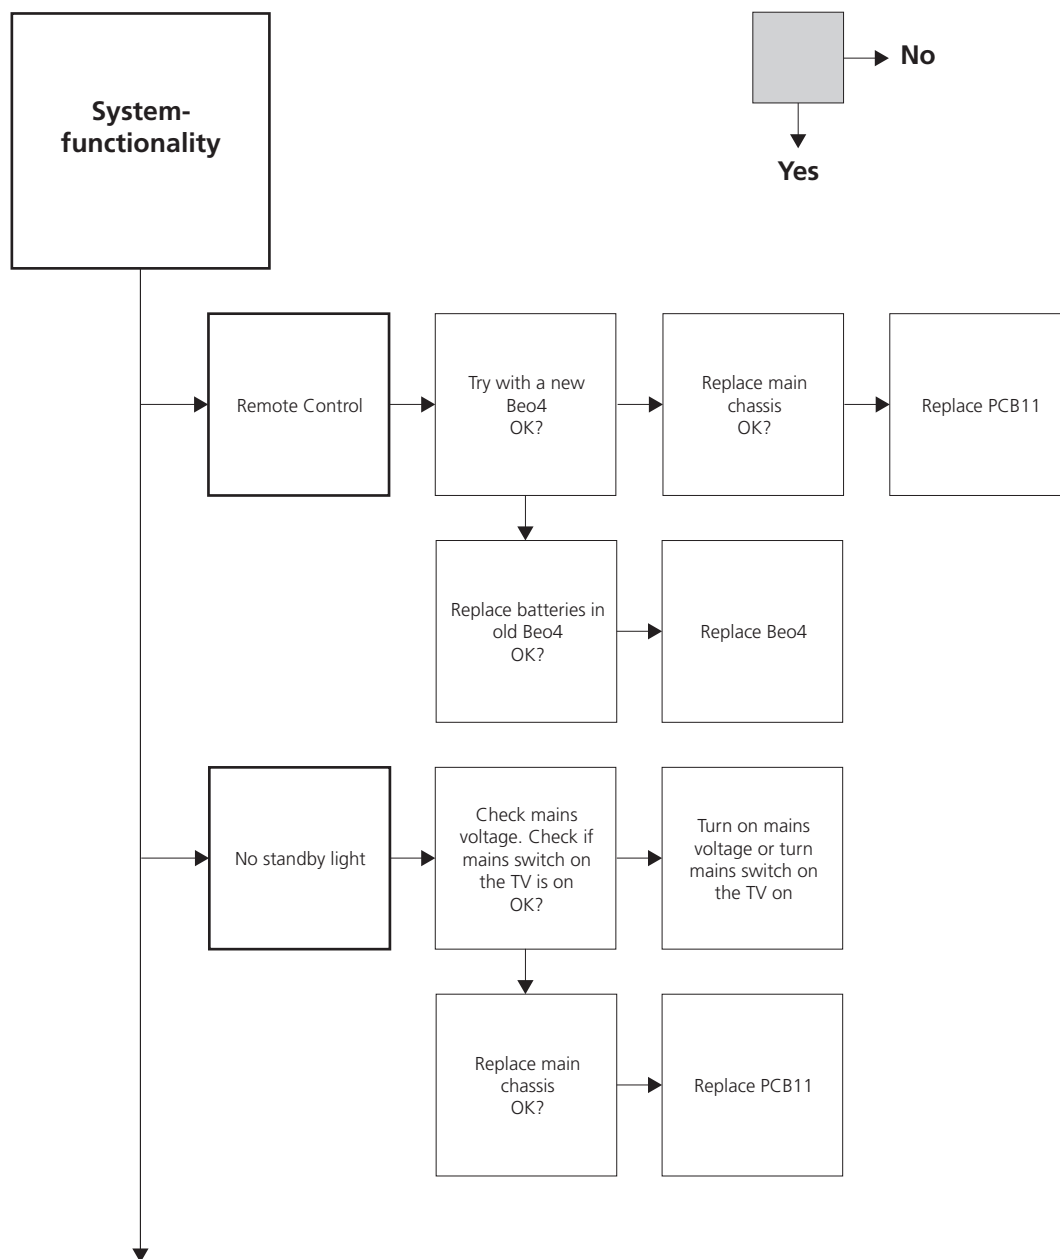 System-
functionality
No
Yes
Remote Control
Try with a new
Beo4
OK?
Replace main
chassis
OK?
Replace PCB11
Replace batteries in
old Beo4
OK?
Replace Beo4
No standby light
Check mains
voltage. Check if
mains switch on
the TV is on
OK?
Turn on mains
voltage or turn
mains switch on
the TV on
Replace main
chassis
OK?
Replace PCB11